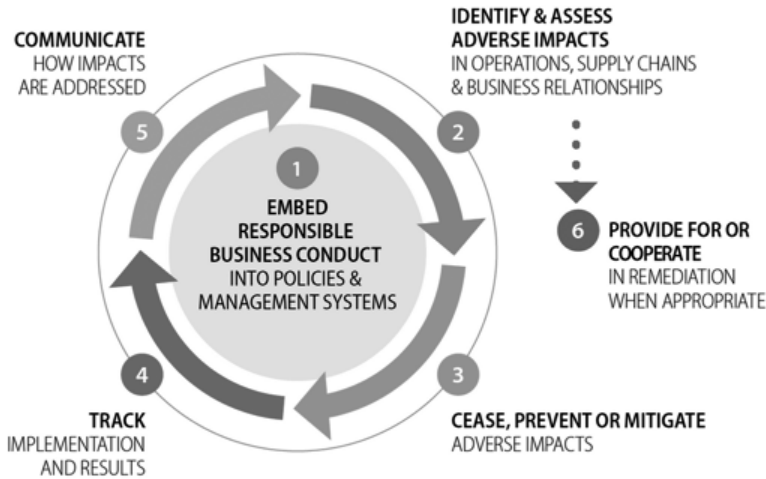 1
EMBED
RESPONSIBLE
BUSINESS CONDUCT
INTO POLICIES &
MANAGEMENT SYSTEMS
IDENTIFY & ASSESS
ADVERSE IMPACTS
IN OPERATIONS, SUPPLY CHAINS
& BUSINESS RELATIONSHIPS
2
3
CEASE, PREVENT OR MITIGATE
ADVERSE IMPACTS
4
TRACK
IMPLEMENTATION
AND RESULTS
COMMUNICATE
HOW IMPACTS
ARE ADDRESSED
5
6
PROVIDE FOR OR
COOPERATE
IN REMEDIATION
WHEN APPROPRIATE